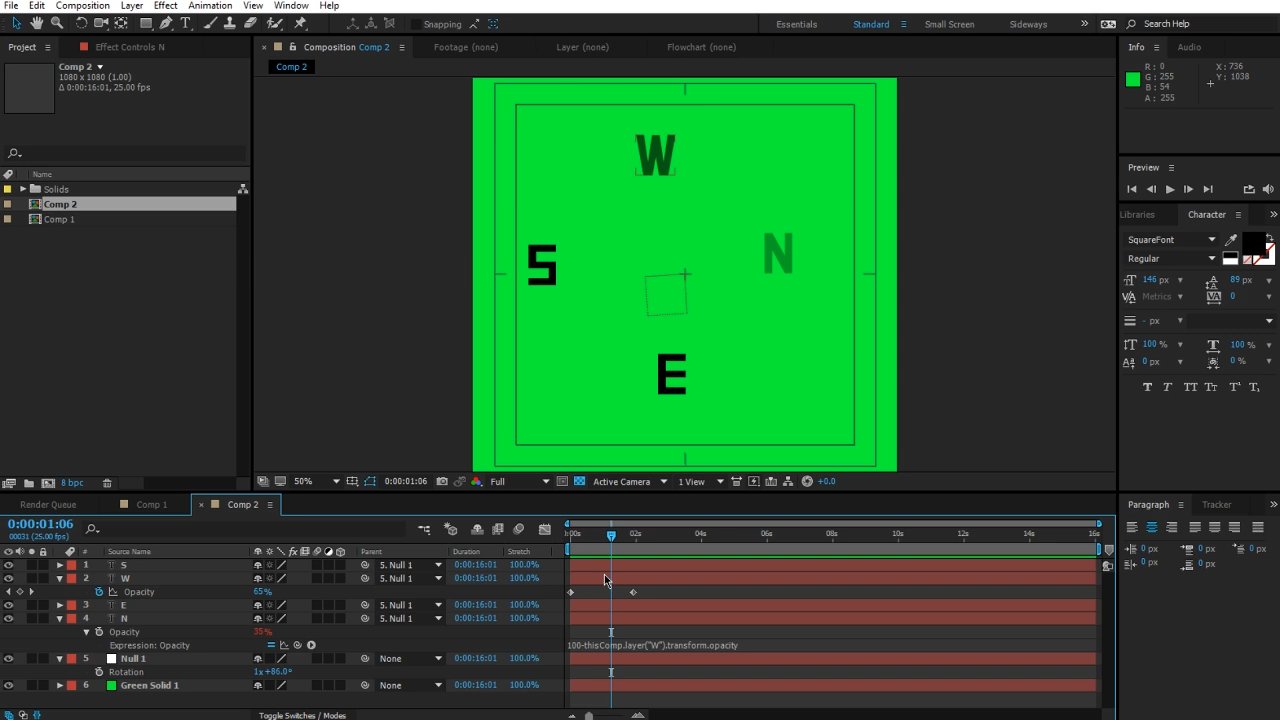 File Edit Composition Layer Effect Animation View Window Help
Snapping
Essentials Standard Small Screen Sideways Search Help
Project Effect Controls N
Composition Comp 2 Footage (none) Layer (none) Flowchart (none)
Info Audio
Comp 2
1080 x 1080 (1.00)
Δ 0:00:16:01, 25.00 fps
Comp 2
R: 0
G: 255
B: 54
A: 255
X: 736
Y: 1038
W
N
S
E
Name
Solids
Comp 2
Comp 1
Preview
Libraries Character
SquareFont
Regular
146 px 89 px
Metrics 0
- px
100 % 100 %
0 px 0 %
T T TT Tт T¹ T₁
8 bpc
50% 0:00:01:06 Full Active Camera 1 View +0.0
Render Queue Comp 1 Comp 2
Paragraph Tracker
0:00:01:06
00031 (25.00 fps)
02s 04s 06s 08s 10s 12s 14s 16s
# Source Name Parent Duration Stretch
1 T S 5. Null 1 0:00:16:01 100.0%
2 T W 5. Null 1 0:00:16:01 100.0%
Opacity 65%
3 T E 5. Null 1 0:00:16:01 100.0%
4 T N 5. Null 1 0:00:16:01 100.0%
Opacity 35%
Expression: Opacity 100-thisComp.layer("W").transform.opacity
5 Null 1 None 0:00:16:01 100.0%
Rotation 1x+86.0°
6 Green Solid 1 None 0:00:16:01 100.0%
0 px 0 px 0 px
0 px 0 px
Toggle Switches / Modes